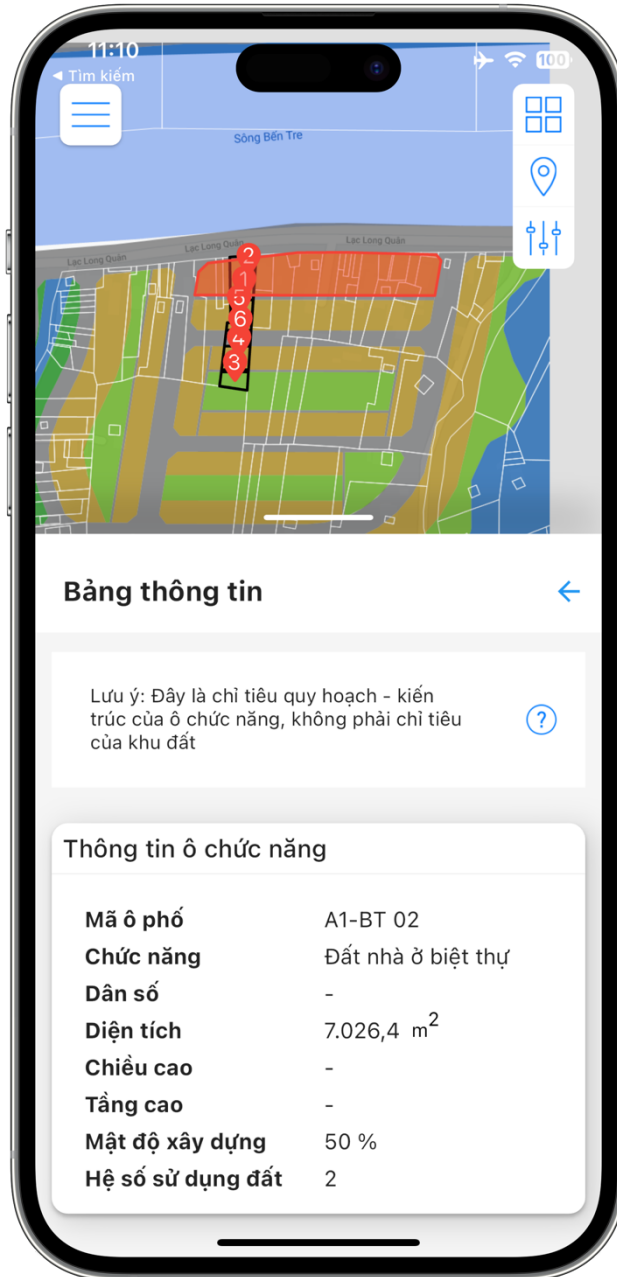 11:10
◀ Tìm kiếm
100
Sông Bến Tre
Lạc Long Quân
Lạc Long Quân
Lạc Long Quân
2
1
5
6
4
3
Bảng thông tin
Lưu ý: Đây là chỉ tiêu quy hoạch - kiến
trúc của ô chức năng, không phải chỉ tiêu
của khu đất
?
Thông tin ô chức năng
Mã ô phố A1-BT 02
Chức năng Đất nhà ở biệt thự
Dân số -
Diện tích 7.026,4 m²
Chiều cao -
Tầng cao -
Mật độ xây dựng 50 %
Hệ số sử dụng đất 2